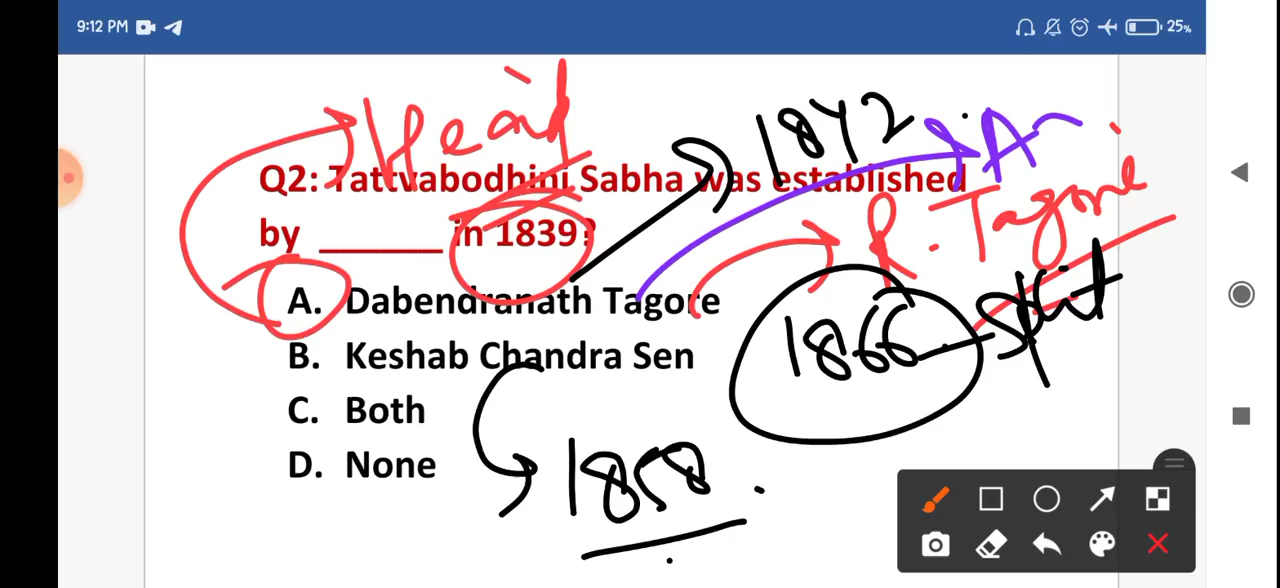 9:12 PM 25%
Head
1842
Q2: Tattvabodhini Sabha was established
by ______ in 1839?
R. Tagore
A. Dabendranath Tagore
1866 - split
B. Keshab Chandra Sen
C. Both
1858
D. None